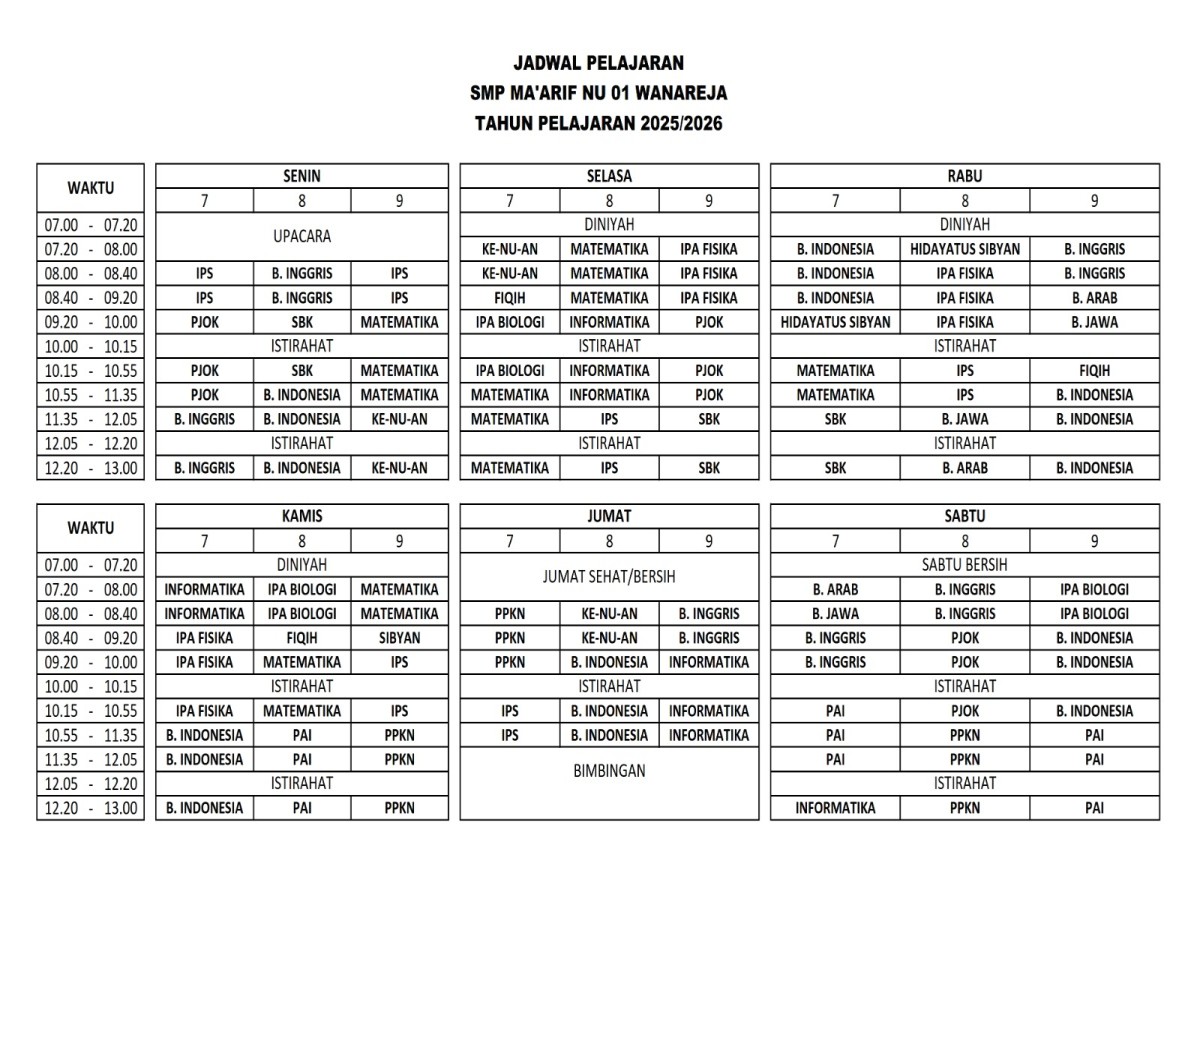 JADWAL PELAJARAN
SMP MA'ARIF NU 01 WANAREJA
TAHUN PELAJARAN 2025/2026
WAKTU SENIN SELASA RABU
7 8 9 7 8 9 7 8 9
07.00 - 07.20 UPACARA DINIYAH DINIYAH
07.20 - 08.00 KE-NU-AN MATEMATIKA IPA FISIKA B. INDONESIA HIDAYATUS SIBYAN B. INGGRIS
08.00 - 08.40 IPS B. INGGRIS IPS KE-NU-AN MATEMATIKA IPA FISIKA B. INDONESIA IPA FISIKA B. INGGRIS
08.40 - 09.20 IPS B. INGGRIS IPS FIQIH MATEMATIKA IPA FISIKA B. INDONESIA IPA FISIKA B. ARAB
09.20 - 10.00 PJOK SBK MATEMATIKA IPA BIOLOGI INFORMATIKA PJOK HIDAYATUS SIBYAN IPA FISIKA B. JAWA
10.00 - 10.15 ISTIRAHAT ISTIRAHAT ISTIRAHAT
10.15 - 10.55 PJOK SBK MATEMATIKA IPA BIOLOGI INFORMATIKA PJOK MATEMATIKA IPS FIQIH
10.55 - 11.35 PJOK B. INDONESIA MATEMATIKA MATEMATIKA INFORMATIKA PJOK MATEMATIKA IPS B. INDONESIA
11.35 - 12.05 B. INGGRIS B. INDONESIA KE-NU-AN MATEMATIKA IPS SBK SBK B. JAWA B. INDONESIA
12.05 - 12.20 ISTIRAHAT ISTIRAHAT ISTIRAHAT
12.20 - 13.00 B. INGGRIS B. INDONESIA KE-NU-AN MATEMATIKA IPS SBK SBK B. ARAB B. INDONESIA
WAKTU KAMIS JUMAT SABTU
7 8 9 7 8 9 7 8 9
07.00 - 07.20 DINIYAH JUMAT SEHAT/BERSIH SABTU BERSIH
07.20 - 08.00 INFORMATIKA IPA BIOLOGI MATEMATIKA B. ARAB B. INGGRIS IPA BIOLOGI
08.00 - 08.40 INFORMATIKA IPA BIOLOGI MATEMATIKA PPKN KE-NU-AN B. INGGRIS B. JAWA B. INGGRIS IPA BIOLOGI
08.40 - 09.20 IPA FISIKA FIQIH SIBYAN PPKN KE-NU-AN B. INGGRIS B. INGGRIS PJOK B. INDONESIA
09.20 - 10.00 IPA FISIKA MATEMATIKA IPS PPKN B. INDONESIA INFORMATIKA B. INGGRIS PJOK B. INDONESIA
10.00 - 10.15 ISTIRAHAT ISTIRAHAT ISTIRAHAT
10.15 - 10.55 IPA FISIKA MATEMATIKA IPS IPS B. INDONESIA INFORMATIKA PAI PJOK B. INDONESIA
10.55 - 11.35 B. INDONESIA PAI PPKN IPS B. INDONESIA INFORMATIKA PAI PPKN PAI
11.35 - 12.05 B. INDONESIA PAI PPKN BIMBINGAN PAI PPKN PAI
12.05 - 12.20 ISTIRAHAT ISTIRAHAT
12.20 - 13.00 B. INDONESIA PAI PPKN INFORMATIKA PPKN PAI